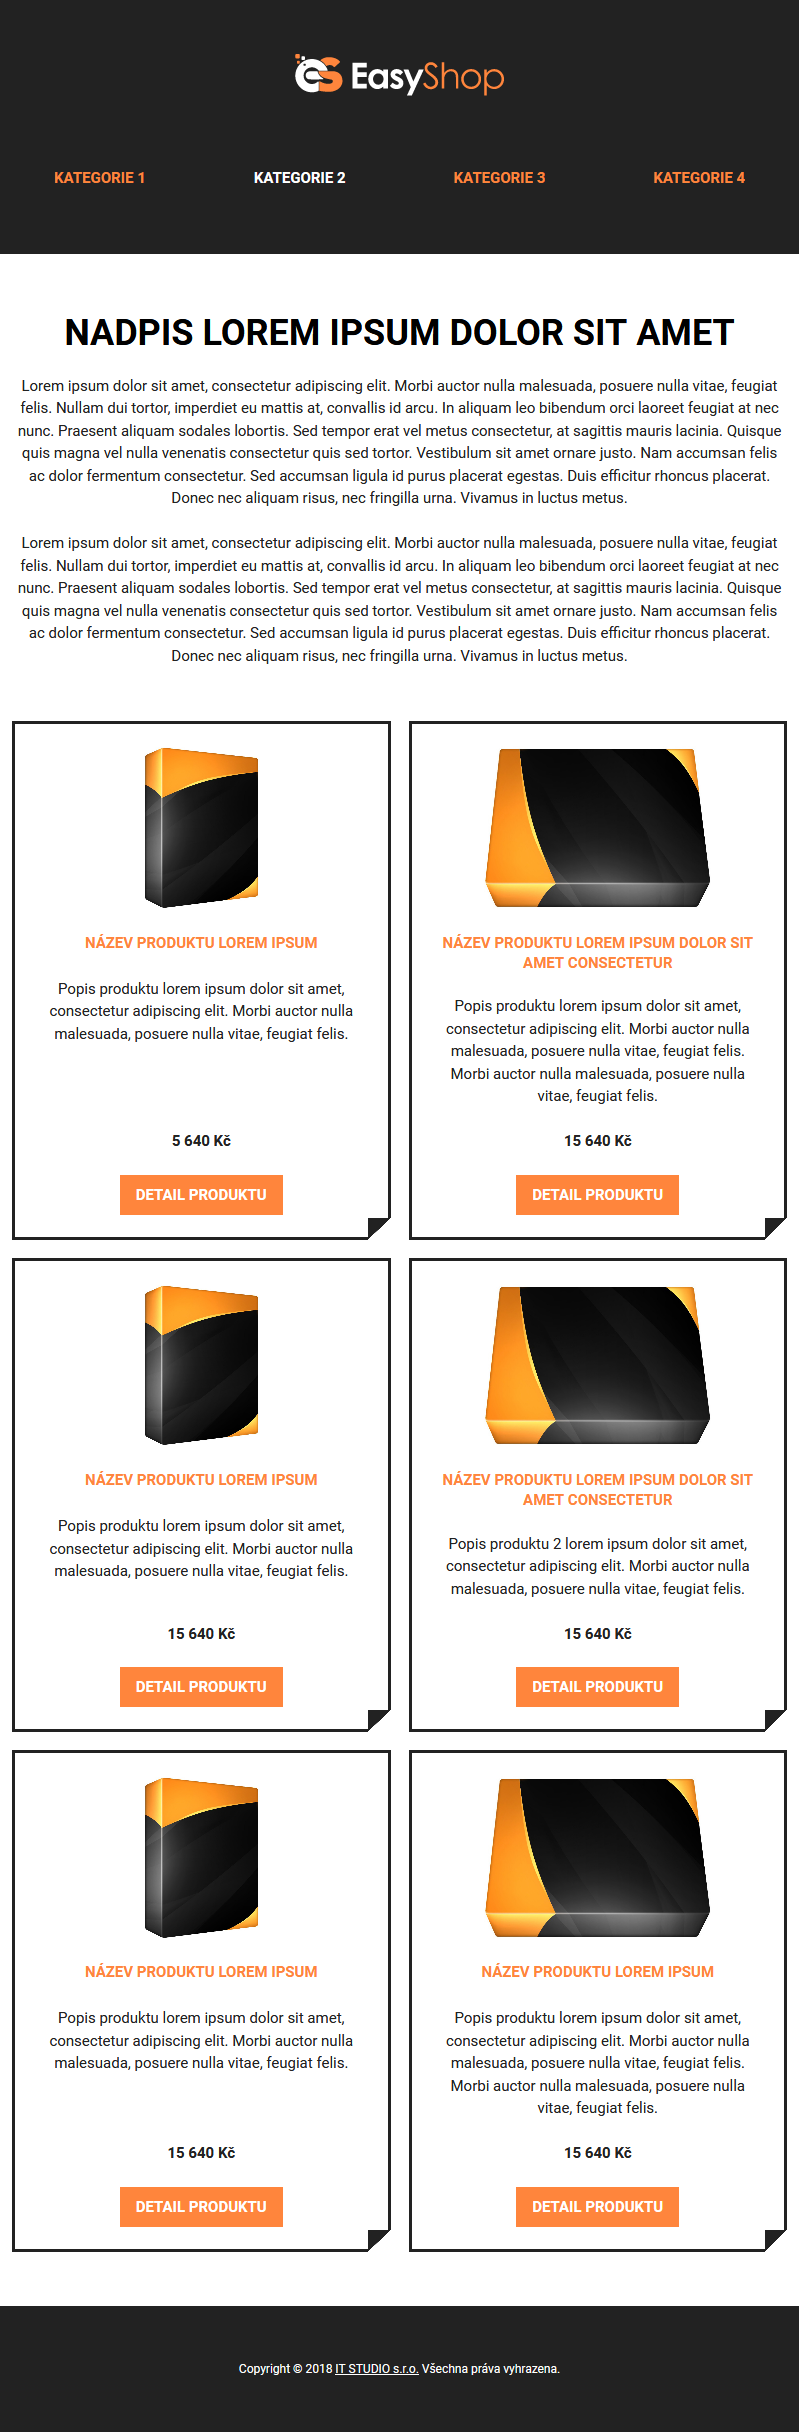 EasyShop
KATEGORIE 1
KATEGORIE 2
KATEGORIE 3
KATEGORIE 4
NADPIS LOREM IPSUM DOLOR SIT AMET
Lorem ipsum dolor sit amet, consectetur adipiscing elit. Morbi auctor nulla malesuada, posuere nulla vitae, feugiat
felis. Nullam dui tortor, imperdiet eu mattis at, convallis id arcu. In aliquam leo bibendum orci laoreet feugiat at nec
nunc. Praesent aliquam sodales lobortis. Sed tempor erat vel metus consectetur, at sagittis mauris lacinia. Quisque
quis magna vel nulla venenatis consectetur quis sed tortor. Vestibulum sit amet ornare justo. Nam accumsan felis
ac dolor fermentum consectetur. Sed accumsan ligula id purus placerat egestas. Duis efficitur rhoncus placerat.
Donec nec aliquam risus, nec fringilla urna. Vivamus in luctus metus.
Lorem ipsum dolor sit amet, consectetur adipiscing elit. Morbi auctor nulla malesuada, posuere nulla vitae, feugiat
felis. Nullam dui tortor, imperdiet eu mattis at, convallis id arcu. In aliquam leo bibendum orci laoreet feugiat at nec
nunc. Praesent aliquam sodales lobortis. Sed tempor erat vel metus consectetur, at sagittis mauris lacinia. Quisque
quis magna vel nulla venenatis consectetur quis sed tortor. Vestibulum sit amet ornare justo. Nam accumsan felis
ac dolor fermentum consectetur. Sed accumsan ligula id purus placerat egestas. Duis efficitur rhoncus placerat.
Donec nec aliquam risus, nec fringilla urna. Vivamus in luctus metus.
NÁZEV PRODUKTU LOREM IPSUM
Popis produktu lorem ipsum dolor sit amet,
consectetur adipiscing elit. Morbi auctor nulla
malesuada, posuere nulla vitae, feugiat felis.
5 640 Kč
DETAIL PRODUKTU
NÁZEV PRODUKTU LOREM IPSUM DOLOR SIT
AMET CONSECTETUR
Popis produktu lorem ipsum dolor sit amet,
consectetur adipiscing elit. Morbi auctor nulla
malesuada, posuere nulla vitae, feugiat felis.
Morbi auctor nulla malesuada, posuere nulla
vitae, feugiat felis.
15 640 Kč
DETAIL PRODUKTU
NÁZEV PRODUKTU LOREM IPSUM
Popis produktu lorem ipsum dolor sit amet,
consectetur adipiscing elit. Morbi auctor nulla
malesuada, posuere nulla vitae, feugiat felis.
15 640 Kč
DETAIL PRODUKTU
NÁZEV PRODUKTU LOREM IPSUM DOLOR SIT
AMET CONSECTETUR
Popis produktu 2 lorem ipsum dolor sit amet,
consectetur adipiscing elit. Morbi auctor nulla
malesuada, posuere nulla vitae, feugiat felis.
15 640 Kč
DETAIL PRODUKTU
NÁZEV PRODUKTU LOREM IPSUM
Popis produktu lorem ipsum dolor sit amet,
consectetur adipiscing elit. Morbi auctor nulla
malesuada, posuere nulla vitae, feugiat felis.
15 640 Kč
DETAIL PRODUKTU
NÁZEV PRODUKTU LOREM IPSUM
Popis produktu lorem ipsum dolor sit amet,
consectetur adipiscing elit. Morbi auctor nulla
malesuada, posuere nulla vitae, feugiat felis.
Morbi auctor nulla malesuada, posuere nulla
vitae, feugiat felis.
15 640 Kč
DETAIL PRODUKTU
Copyright © 2018 IT STUDIO s.r.o. Všechna práva vyhrazena.